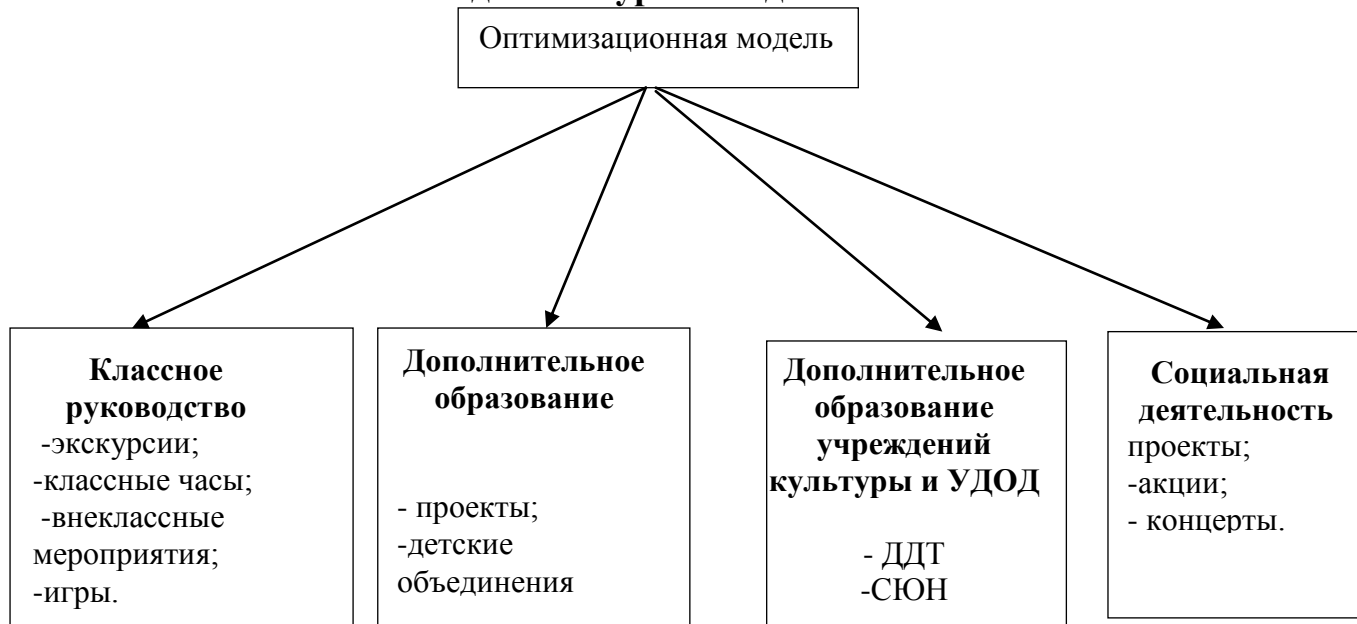 Оптимизационная модель
Классное
руководство
-экскурсии;
-классные часы;
-внеклассные
мероприятия;
-игры.
Дополнительное
образование
- проекты;
-детские
объединения
Дополнительное
образование
учреждений
культуры и УДОД
- ДДТ
-СЮН
Социальная
деятельность
проекты;
-акции;
- концерты.